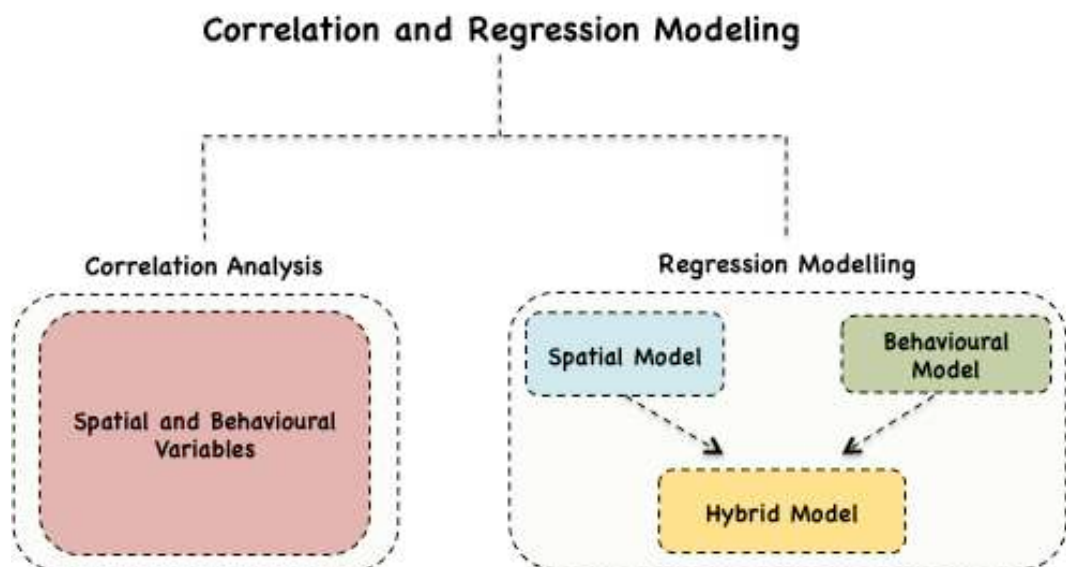 Correlation and Regression Modeling
Correlation Analysis
Spatial and Behavioural
Variables
Regression Modelling
Spatial Model
Behavioural
Model
Hybrid Model